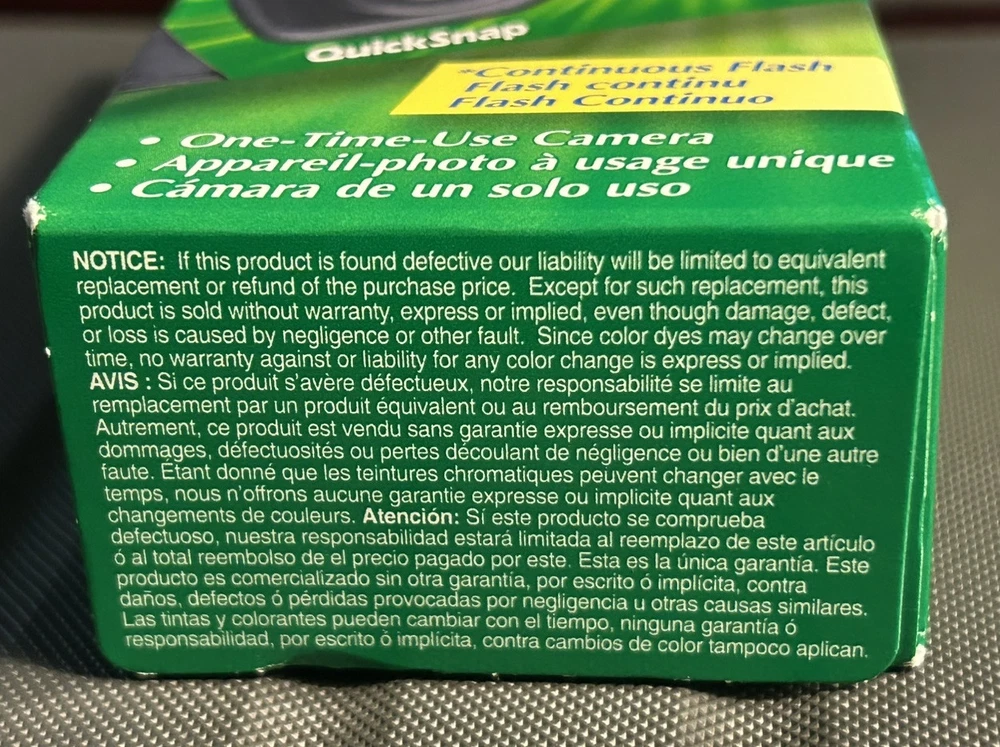 QuickSnap
*Continuous Flash
Flash continu
Flash Continuo
• One-Time-Use Camera
• Appareil-photo à usage unique
• Cámara de un solo uso
NOTICE: If this product is found defective our liability will be limited to equivalent
replacement or refund of the purchase price. Except for such replacement, this
product is sold without warranty, express or implied, even though damage, defect,
or loss is caused by negligence or other fault. Since color dyes may change over
time, no warranty against or liability for any color change is express or implied.
AVIS : Si ce produit s'avère défectueux, notre responsabilité se limite au
remplacement par un produit équivalent ou au remboursement du prix d'achat.
Autrement, ce produit est vendu sans garantie expresse ou implicite quant aux
dommages, défectuosités ou pertes découlant de négligence ou bien d'une autre
faute. Étant donné que les teintures chromatiques peuvent changer avec le
temps, nous n'offrons aucune garantie expresse ou implicite quant aux
changements de couleurs. Atención: Sí este producto se comprueba
defectuoso, nuestra responsabilidad estará limitada al reemplazo de este artículo
ó al total reembolso de el precio pagado por este. Esta es la única garantía. Este
producto es comercializado sin otra garantía, por escrito ó implícita, contra
daños, defectos ó pérdidas provocadas por negligencia u otras causas similares.
Las tintas y colorantes pueden cambiar con el tiempo, ninguna garantía ó
responsabilidad, por escrito ó implícita, contra cambios de color tampoco aplican.